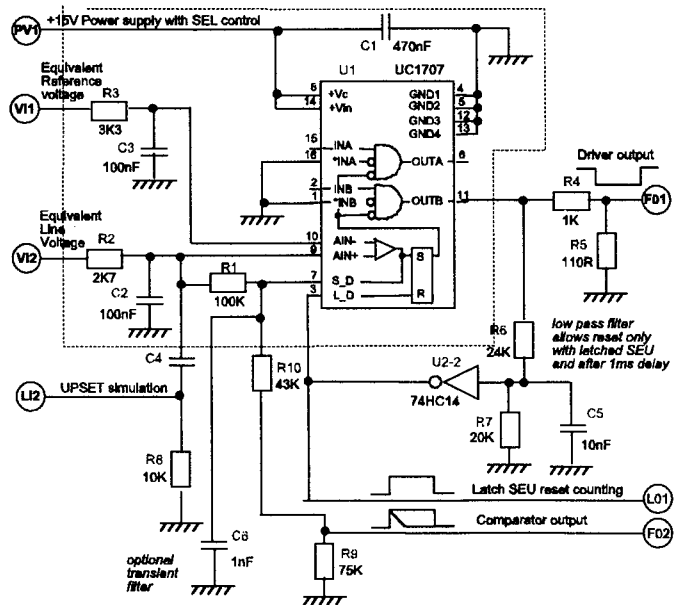 PV1
+15V Power supply with SEL control
C1
470nF
U1
UC1707
Equivalent
Reference
voltage
VI1
R3
3K3
C3
100nF
6
+Vc
14
+Vin
GND1
4
GND2
5
GND3
12
GND4
13
15
INA
16
*INA
OUTA
6
2
INB
1
*INB
OUTB
11
10
AIN-
9
AIN+
7
S_D
3
L_D
S
R
Driver output
R4
1K
F01
R5
110R
Equivalent
Line
Voltage
VI2
R2
2K7
C2
100nF
R1
100K
C4
R6
24K
low pass filter
allows reset only
with latched SEU
and after 1ms delay
R10
43K
U2-2
74HC14
LI2
UPSET simulation
R7
20K
C5
10nF
R8
10K
Latch SEU reset counting
L01
Comparator output
F02
C6
1nF
optional
transient
filter
R9
75K